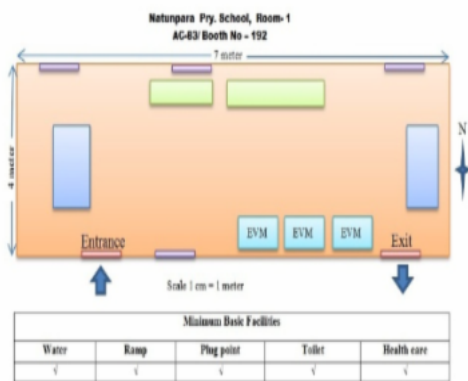 Natunpara Pry. School, Room- 1
AC-63/ Booth No – 192
7 meter
4 meter
N
EVM EVM EVM
Entrance
Exit
Scale 1 cm = 1 meter
Minimum Basic Facilities
Water Ramp Plug point Toilet Health care
√ √ √ √ √